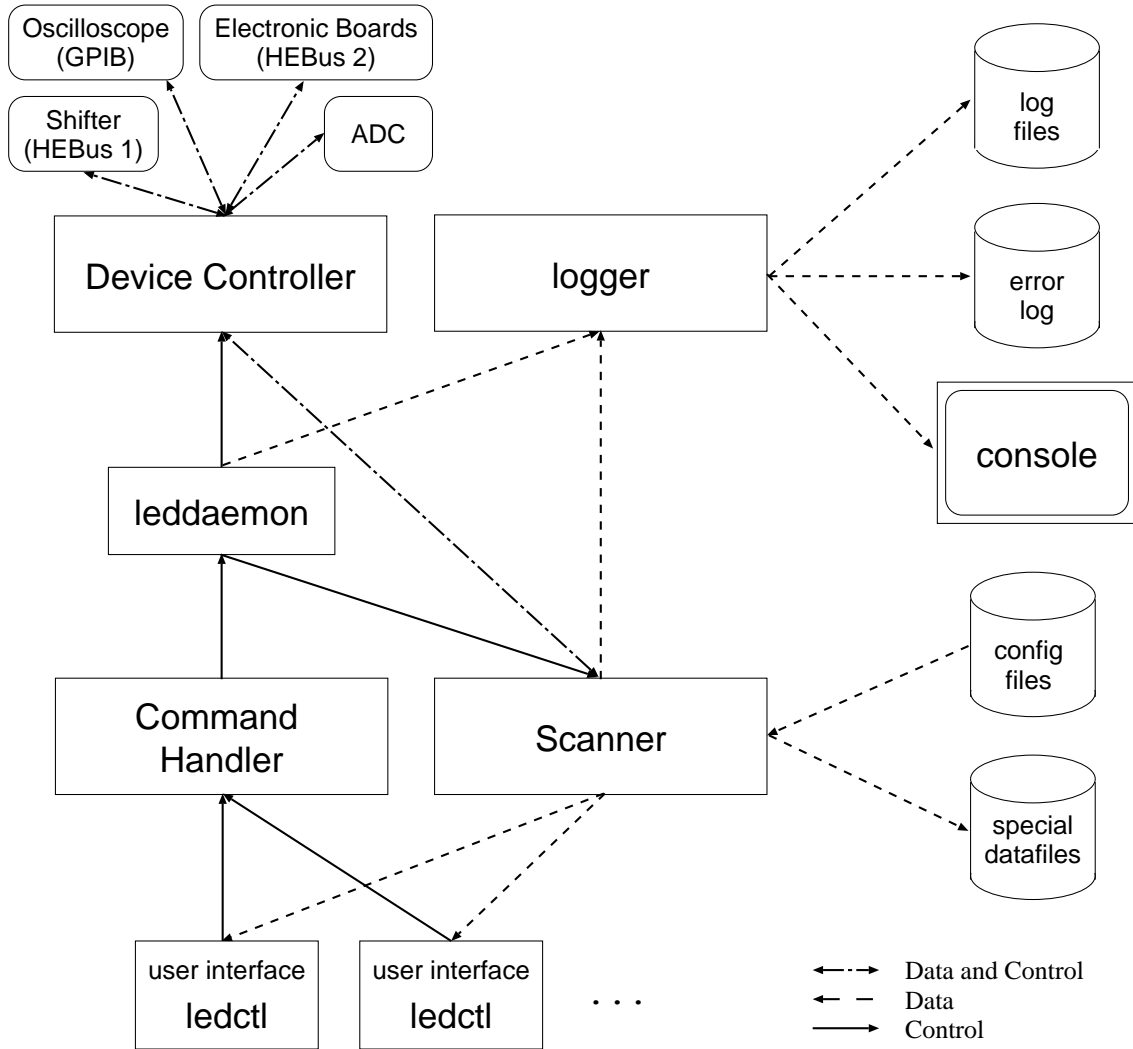 Oscilloscope
(GPIB)
Electronic Boards
(HEBus 2)
Shifter
(HEBus 1)
ADC
log
files
Device Controller
logger
error
log
console
leddaemon
config
files
Command
Handler
Scanner
special
datafiles
user interface
ledctl
user interface
ledctl
. . .
Data and Control
Data
Control